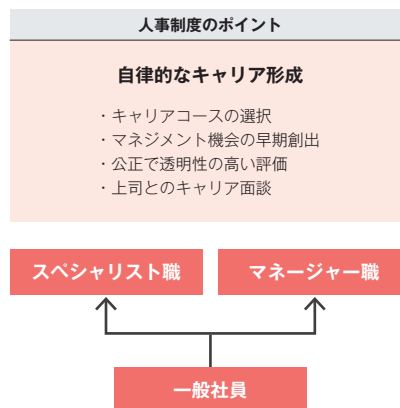 人事制度のポイント
自律的なキャリア形成
・キャリアコースの選択
・マネジメント機会の早期創出
・公正で透明性の高い評価
・上司とのキャリア面談
スペシャリスト職
マネージャー職
一般社員